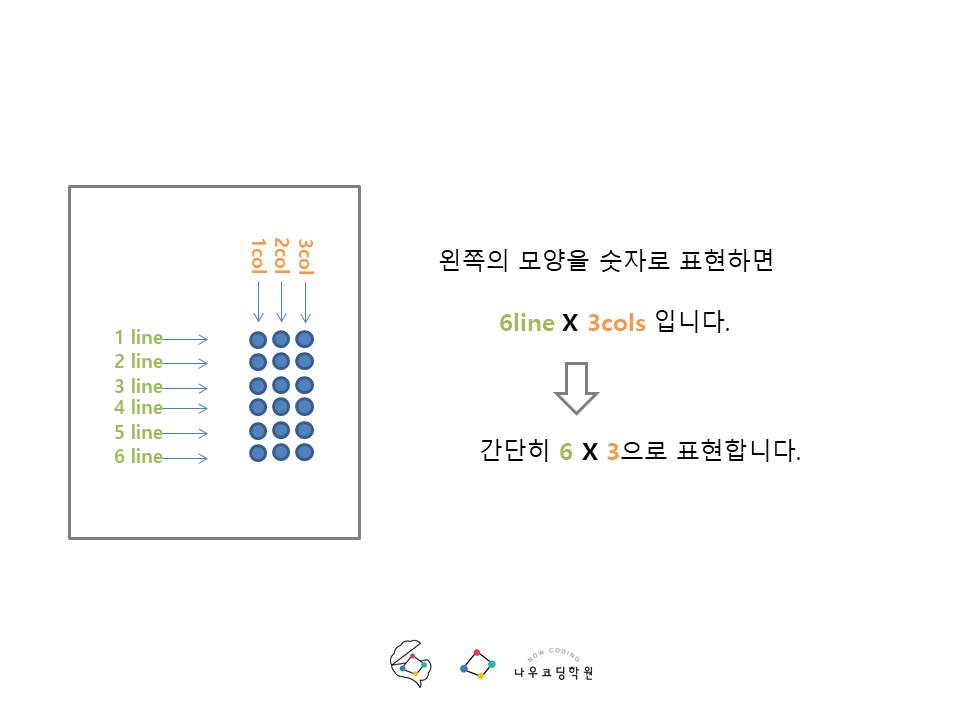 1col
2col
3col
1 line
2 line
3 line
4 line
5 line
6 line
왼쪽의 모양을 숫자로 표현하면
6line X 3cols 입니다.
간단히 6 X 3으로 표현합니다.
NOW CODING
나우코딩학원